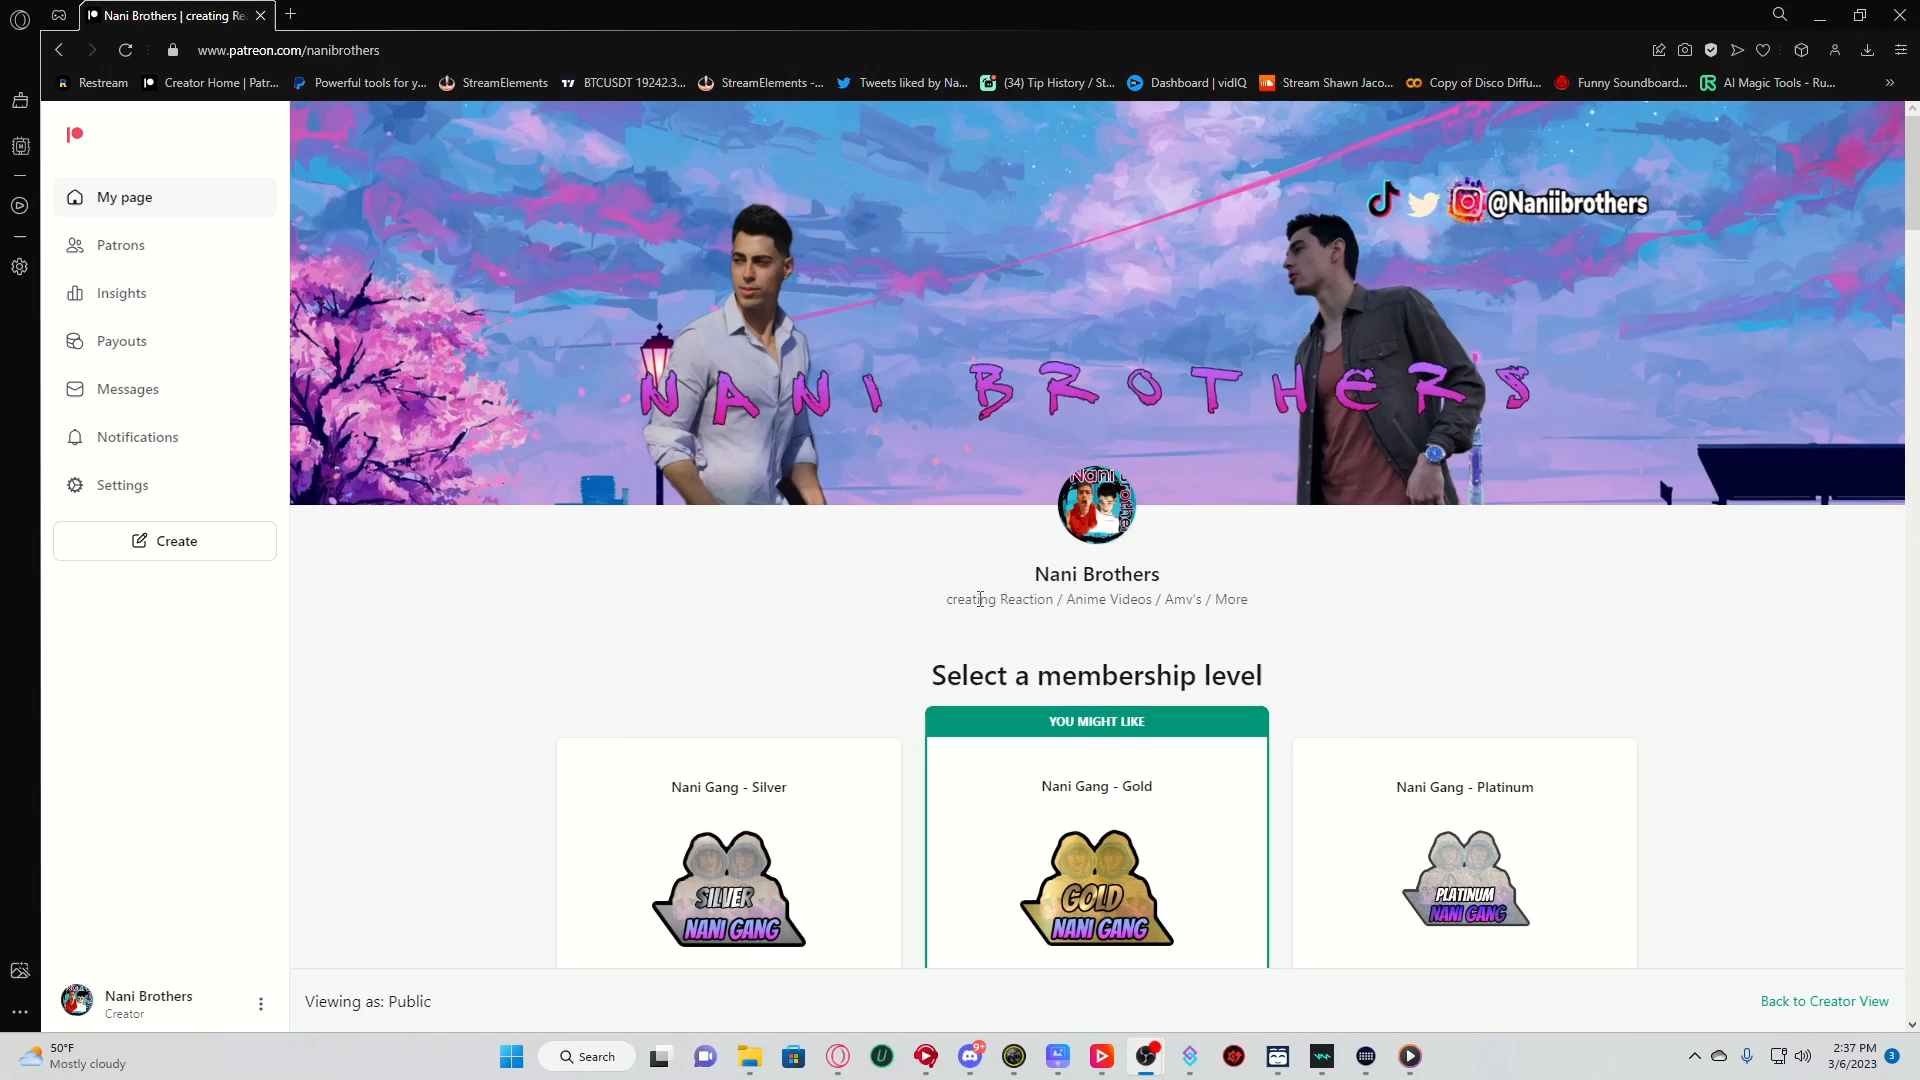 Nani Brothers | creating Re
www.patreon.com/nanibrothers
Restream
Creator Home | Patr...
Powerful tools for y...
StreamElements
BTCUSDT 19242.3...
StreamElements -...
Tweets liked by Na...
(34) Tip History / St...
Dashboard | vidIQ
Stream Shawn Jaco...
Copy of Disco Diffu...
Funny Soundboard...
AI Magic Tools - Ru...
My page
Patrons
Insights
Payouts
Messages
Notifications
Settings
Create
@Naniibrothers
NANI BROTHERS
Nani Brothers
creating Reaction / Anime Videos / Amv's / More
Select a membership level
YOU MIGHT LIKE
Nani Gang - Silver
Nani Gang - Gold
Nani Gang - Platinum
SILVER
NANI GANG
GOLD
NANI GANG
PLATINUM
NANI GANG
Nani Brothers
Creator
Viewing as: Public
Back to Creator View
50°F
Mostly cloudy
Search
9+
2:37 PM
3/6/2023
3